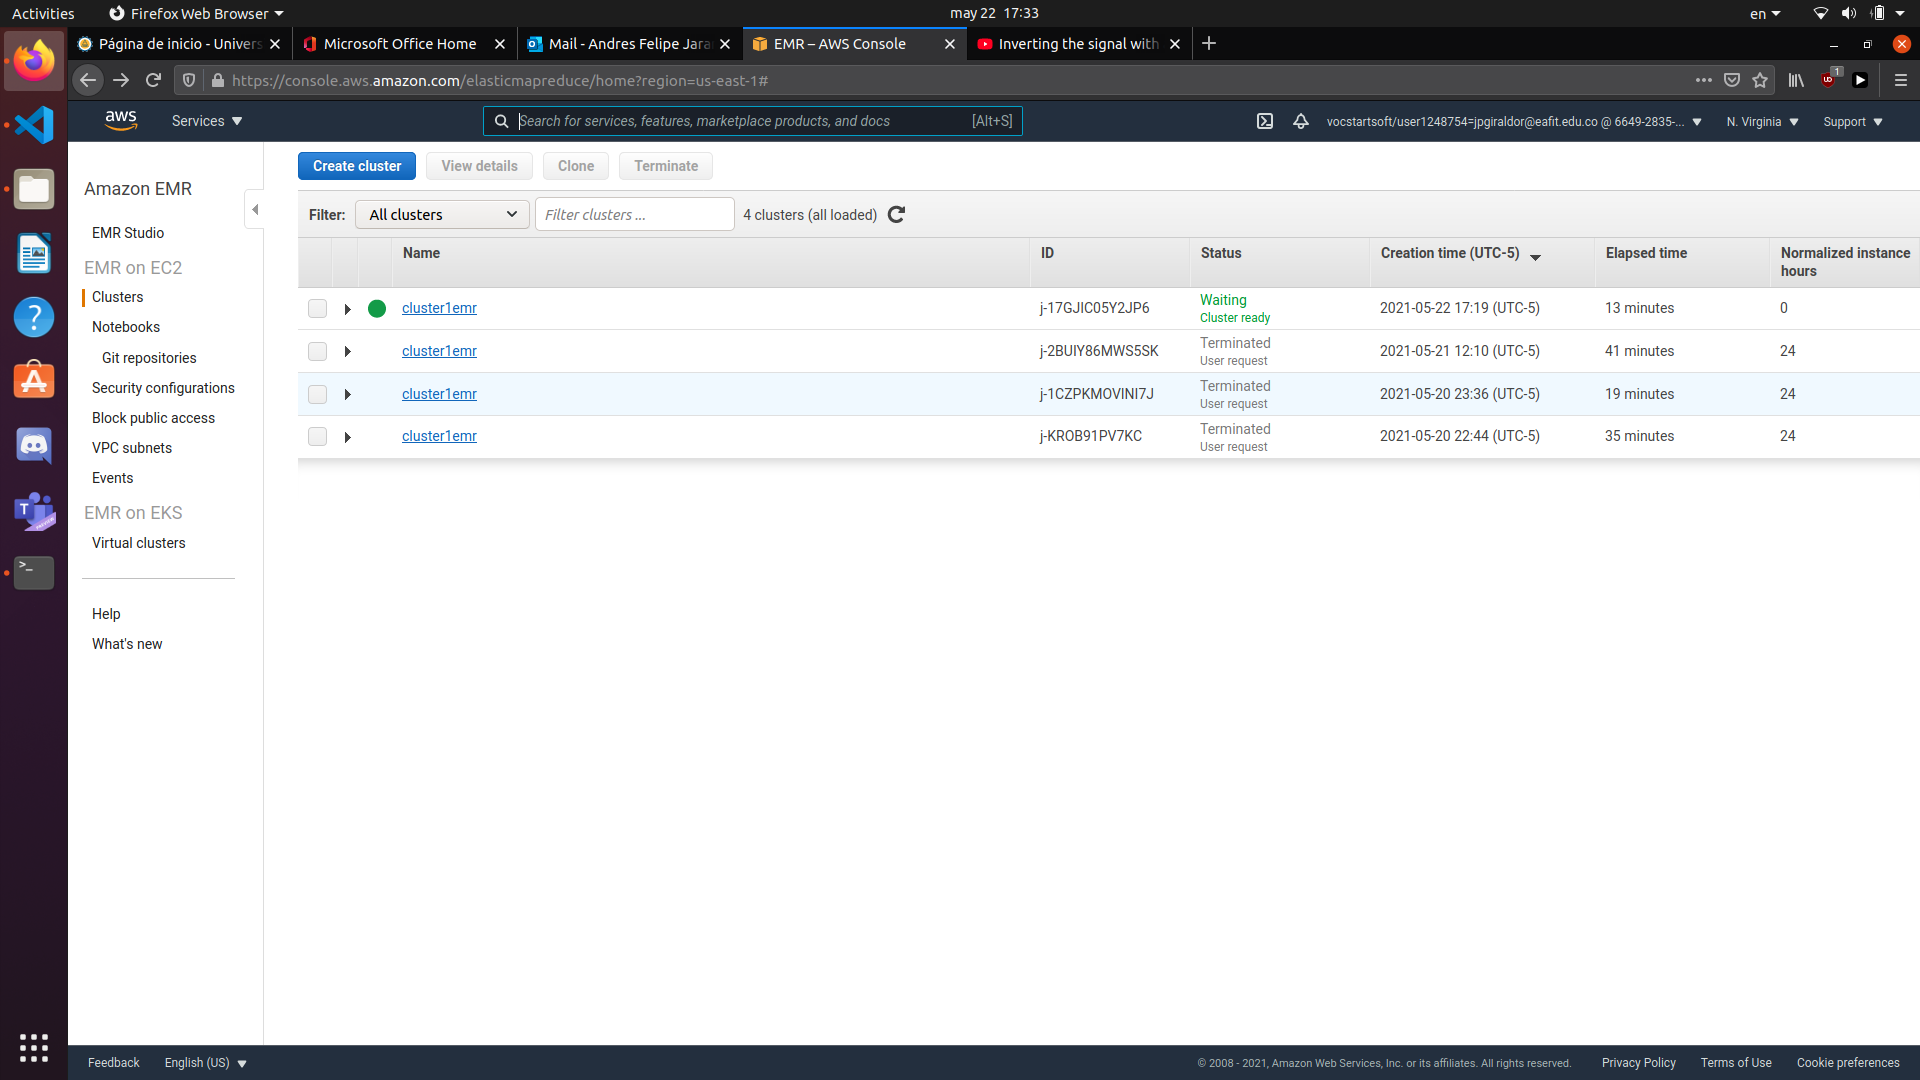 Activities
Firefox Web Browser
may 22 17:33
en
Página de inicio - Univers
Microsoft Office Home
Mail - Andres Felipe Jara
EMR – AWS Console
Inverting the signal with
https://console.aws.amazon.com/elasticmapreduce/home?region=us-east-1#
1
aws
Services
Search for services, features, marketplace products, and docs
[Alt+S]
vocstartsoft/user1248754=jpgiraldor@eafit.edu.co @ 6649-2835-...
N. Virginia
Support
Amazon EMR
EMR Studio
EMR on EC2
Clusters
Notebooks
Git repositories
Security configurations
Block public access
VPC subnets
Events
EMR on EKS
Virtual clusters
Help
What's new
Create cluster
View details
Clone
Terminate
Filter:
All clusters
Filter clusters ...
4 clusters (all loaded)
Name
ID
Status
Creation time (UTC-5)
Elapsed time
Normalized instance
hours
cluster1emr
j-17GJIC05Y2JP6
Waiting
Cluster ready
2021-05-22 17:19 (UTC-5)
13 minutes
0
cluster1emr
j-2BUIY86MWS5SK
Terminated
User request
2021-05-21 12:10 (UTC-5)
41 minutes
24
cluster1emr
j-1CZPKMOVINI7J
Terminated
User request
2021-05-20 23:36 (UTC-5)
19 minutes
24
cluster1emr
j-KROB91PV7KC
Terminated
User request
2021-05-20 22:44 (UTC-5)
35 minutes
24
Feedback
English (US)
© 2008 - 2021, Amazon Web Services, Inc. or its affiliates. All rights reserved.
Privacy Policy
Terms of Use
Cookie preferences